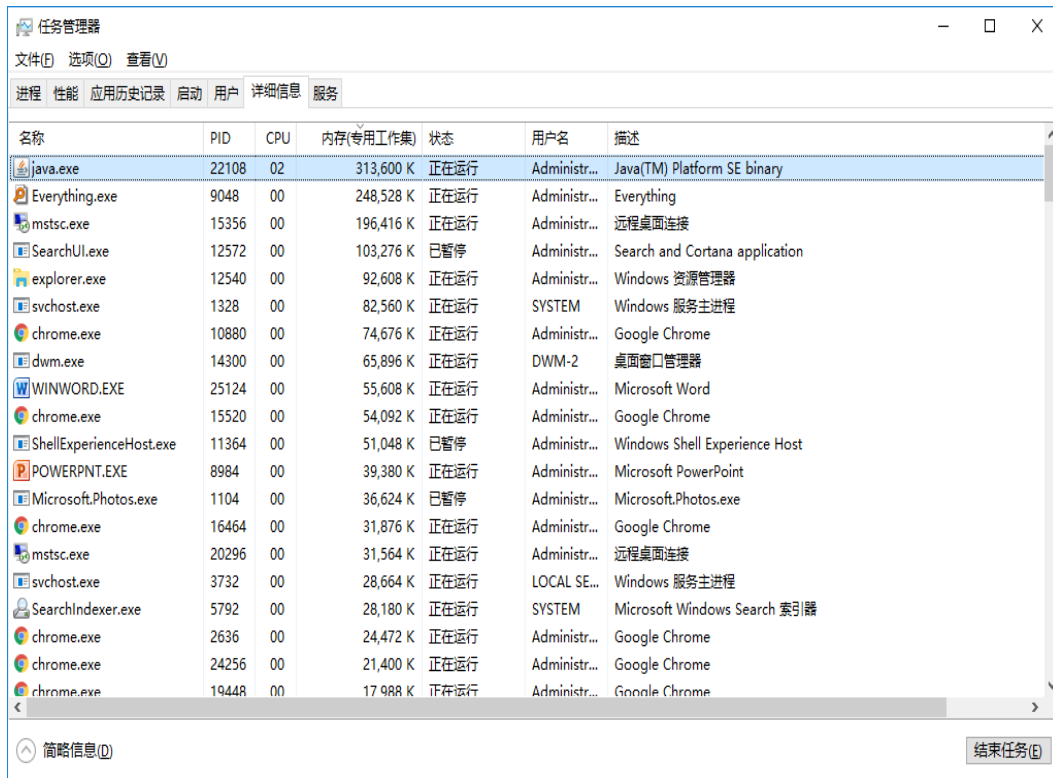 任务管理器
文件(F) 选项(O) 查看(V)
进程 性能 应用历史记录 启动 用户 详细信息 服务
名称 PID CPU 内存(专用工作集) 状态 用户名 描述
java.exe 22108 02 313,600 K 正在运行 Administr... Java(TM) Platform SE binary
Everything.exe 9048 00 248,528 K 正在运行 Administr... Everything
mstsc.exe 15356 00 196,416 K 正在运行 Administr... 远程桌面连接
SearchUI.exe 12572 00 103,276 K 已暂停 Administr... Search and Cortana application
explorer.exe 12540 00 92,608 K 正在运行 Administr... Windows 资源管理器
svchost.exe 1328 00 82,560 K 正在运行 SYSTEM Windows 服务主进程
chrome.exe 10880 00 74,676 K 正在运行 Administr... Google Chrome
dwm.exe 14300 00 65,896 K 正在运行 DWM-2 桌面窗口管理器
WINWORD.EXE 25124 00 55,608 K 正在运行 Administr... Microsoft Word
chrome.exe 15520 00 54,092 K 正在运行 Administr... Google Chrome
ShellExperienceHost.exe 11364 00 51,048 K 已暂停 Administr... Windows Shell Experience Host
POWERPNT.EXE 8984 00 39,380 K 正在运行 Administr... Microsoft PowerPoint
Microsoft.Photos.exe 1104 00 36,624 K 已暂停 Administr... Microsoft.Photos.exe
chrome.exe 16464 00 31,876 K 正在运行 Administr... Google Chrome
mstsc.exe 20296 00 31,564 K 正在运行 Administr... 远程桌面连接
svchost.exe 3732 00 28,664 K 正在运行 LOCAL SE... Windows 服务主进程
SearchIndexer.exe 5792 00 28,180 K 正在运行 SYSTEM Microsoft Windows Search 索引器
chrome.exe 2636 00 24,472 K 正在运行 Administr... Google Chrome
chrome.exe 24256 00 21,400 K 正在运行 Administr... Google Chrome
chrome.exe 19448 00 17,988 K 正在运行 Administr... Google Chrome
简略信息(D) 结束任务(E)